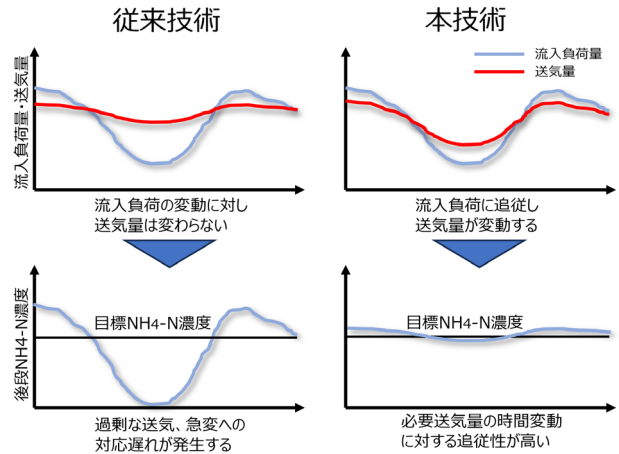 従来技術
本技術
流入負荷量
送気量
流入負荷量・送気量
流入負荷の変動に対し
送気量は変わらない
流入負荷に追従し
送気量が変動する
後段NH4-N濃度
目標NH4-N濃度
目標NH4-N濃度
過剰な送気、急変への
対応遅れが発生する
必要送気量の時間変動
に対する追従性が高い